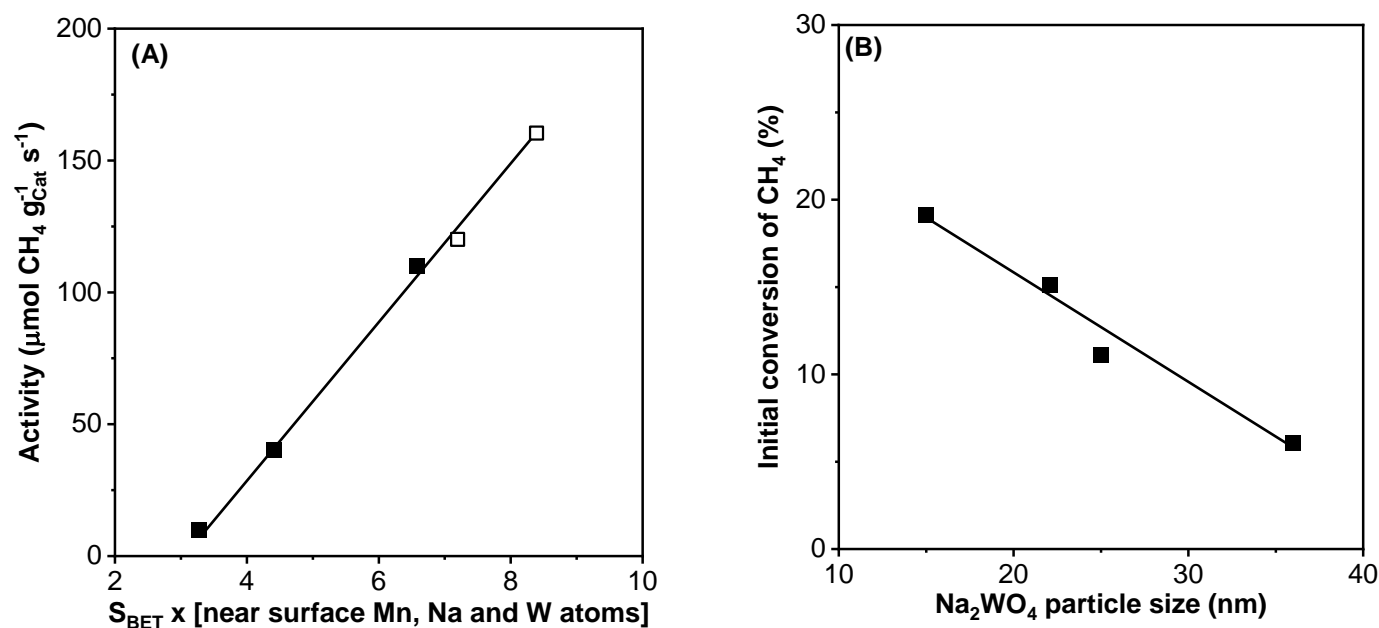 (A)
200
150
100
50
0
2 4 6 8 10
Activity (μmol CH₄ g⁻¹Cat s⁻¹)
S_BET x [near surface Mn, Na and W atoms]
(B)
30
20
10
0
10 20 30 40
Initial conversion of CH₄ (%)
Na₂WO₄ particle size (nm)